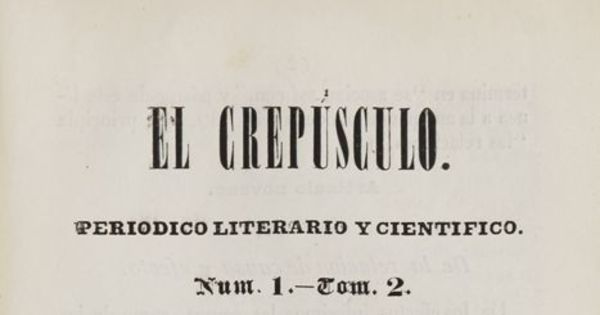 EL CREPÚSCULO.
PERIODICO LITERARIO Y CIENTIFICO.
Num. 1.—Tom. 2.